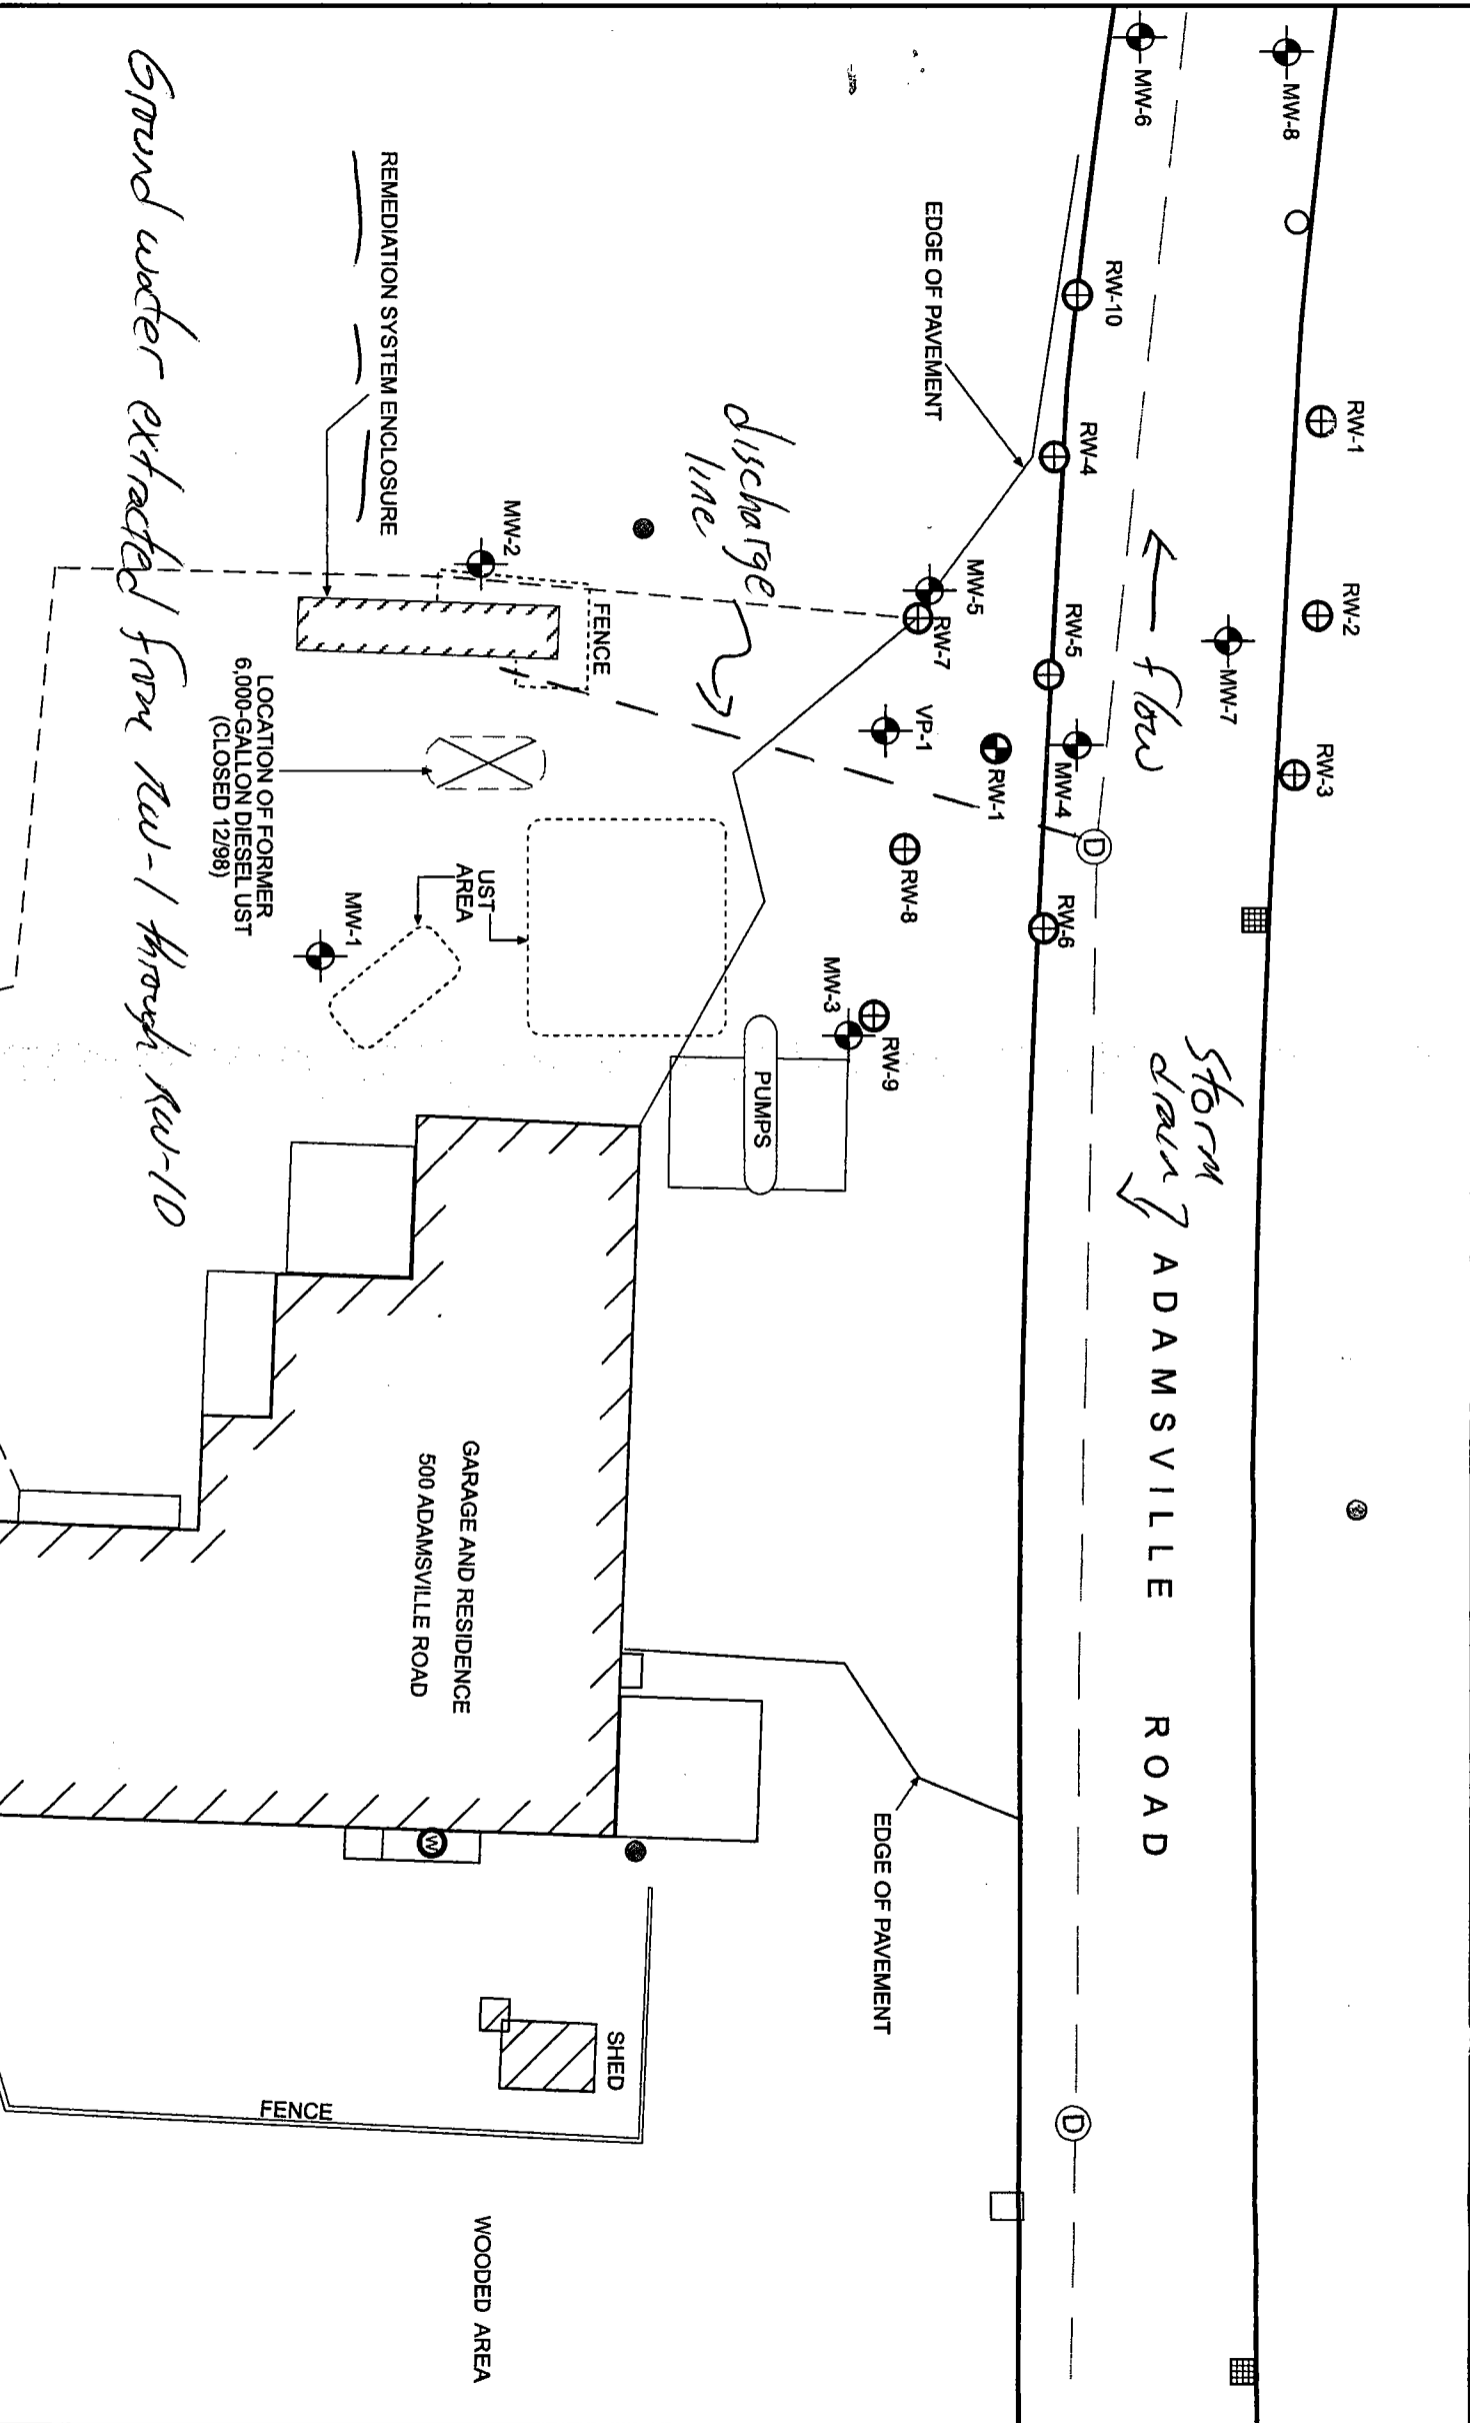 MW-8
MW-6
RW-10
RW-1
RW-4
RW-2
MW-7
RW-3
← flow
RW-5
MW-4
D
RW-6
Storm
drain
ADAMSVILLE ROAD
D
EDGE OF PAVEMENT
MW-5
RW-7
VP-1
RW-1
RW-8
MW-3
RW-9
PUMPS
discharge
line
MW-2
FENCE
REMEDIATION SYSTEM ENCLOSURE
LOCATION OF FORMER
6,000-GALLON DIESEL UST
(CLOSED 12/98)
UST
AREA
MW-1
Ground water extracted from RW-1 through RW-10
GARAGE AND RESIDENCE
500 ADAMSVILLE ROAD
EDGE OF PAVEMENT
W
SHED
FENCE
WOODED AREA